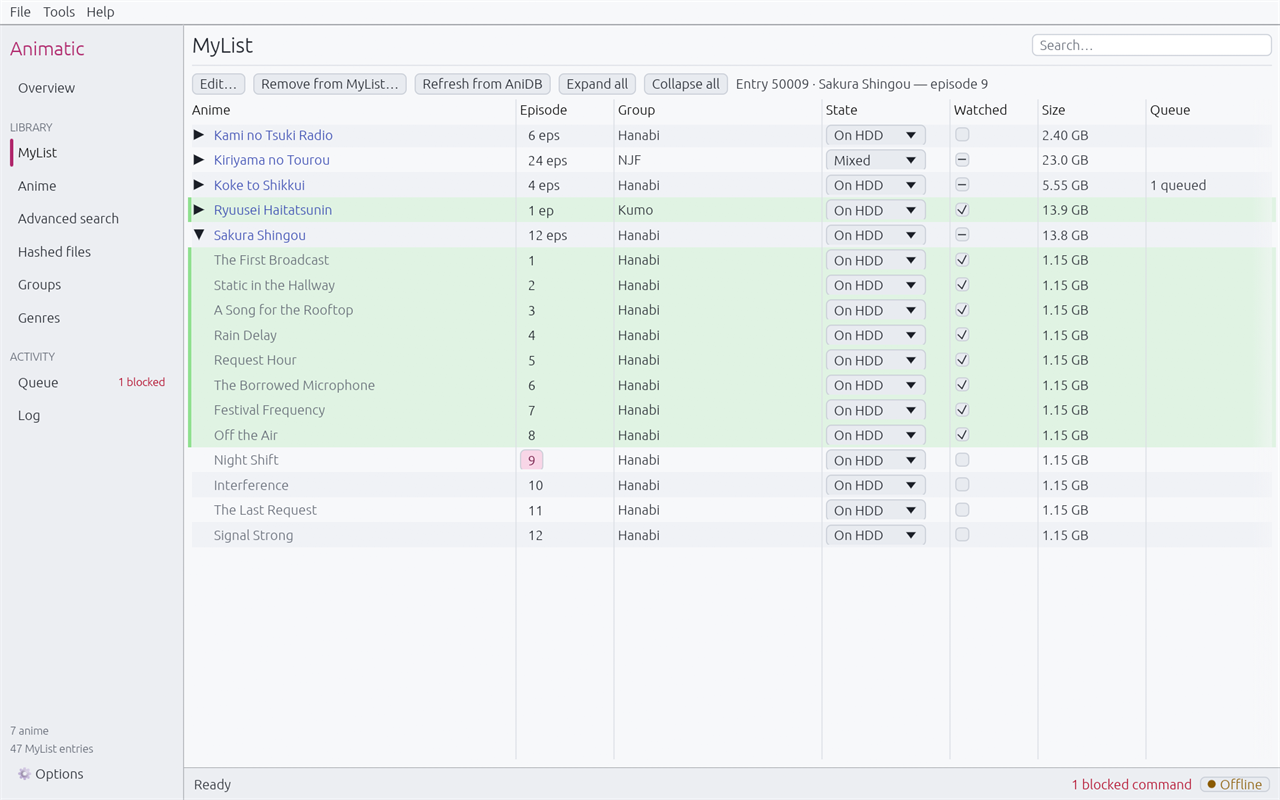 File Tools Help
Animatic
MyList
Search...
Overview
Edit... Remove from MyList... Refresh from AniDB Expand all Collapse all Entry 50009 · Sakura Shingou — episode 9
LIBRARY
MyList
Anime
Advanced search
Hashed files
Groups
Genres
ACTIVITY
Queue 1 blocked
Log
Anime Episode Group State Watched Size Queue
Kami no Tsuki Radio 6 eps Hanabi On HDD 2.40 GB
Kiriyama no Tourou 24 eps NJF Mixed 23.0 GB
Koke to Shikkui 4 eps Hanabi On HDD 5.55 GB 1 queued
Ryuusei Haitatsunin 1 ep Kumo On HDD 13.9 GB
Sakura Shingou 12 eps Hanabi On HDD 13.8 GB
The First Broadcast 1 Hanabi On HDD 1.15 GB
Static in the Hallway 2 Hanabi On HDD 1.15 GB
A Song for the Rooftop 3 Hanabi On HDD 1.15 GB
Rain Delay 4 Hanabi On HDD 1.15 GB
Request Hour 5 Hanabi On HDD 1.15 GB
The Borrowed Microphone 6 Hanabi On HDD 1.15 GB
Festival Frequency 7 Hanabi On HDD 1.15 GB
Off the Air 8 Hanabi On HDD 1.15 GB
Night Shift 9 Hanabi On HDD 1.15 GB
Interference 10 Hanabi On HDD 1.15 GB
The Last Request 11 Hanabi On HDD 1.15 GB
Signal Strong 12 Hanabi On HDD 1.15 GB
7 anime
47 MyList entries
Options
Ready
1 blocked command Offline